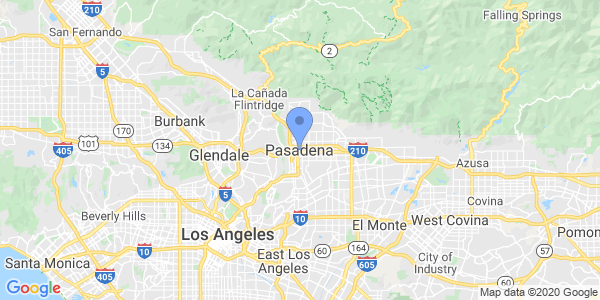 210
Falling Springs
San Fernando
2
5
La Cañada
Flintridge
Burbank
170
101
405
134
Glendale
Pasadena
210
Azusa
5
Covina
Beverly Hills
10
West Covina
El Monte
Los Angeles
57
Pomon
10
East Los
Angeles
60
164
City of
Industry
60
Santa Monica
405
605
Google
Map data ©2020 Google